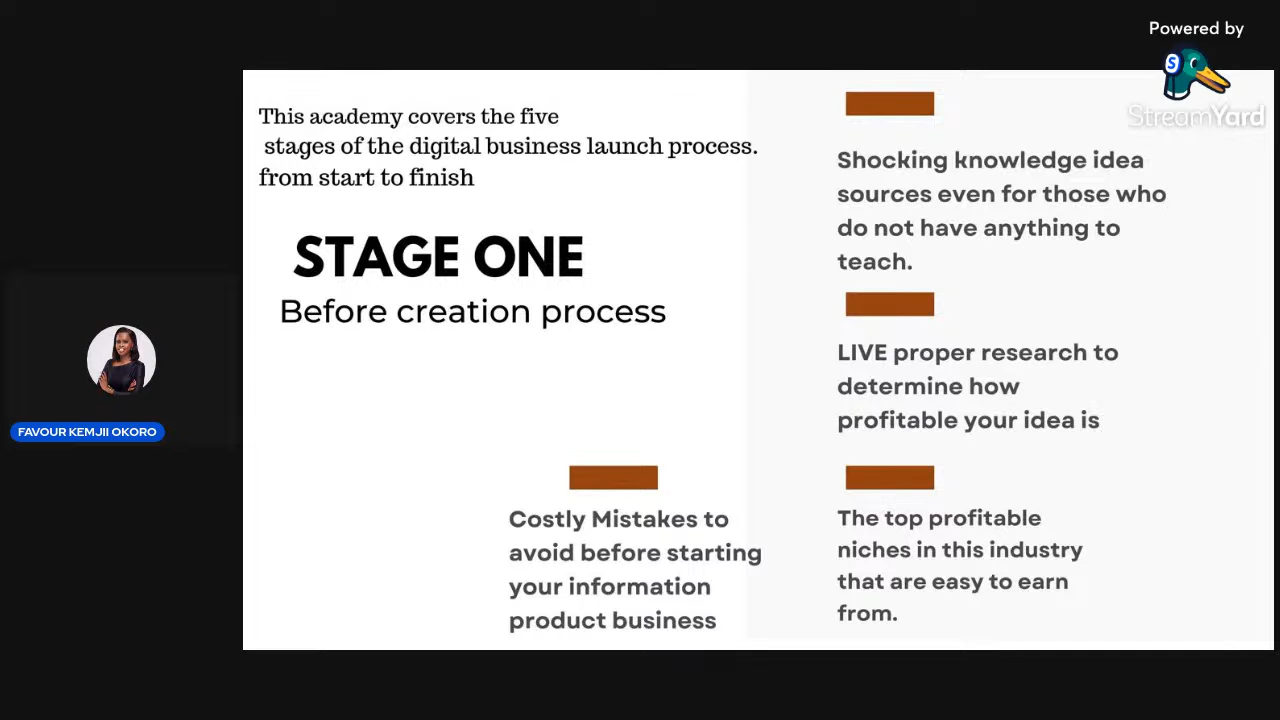 Powered by
StreamYard
This academy covers the five
stages of the digital business launch process.
from start to finish
STAGE ONE
Before creation process
Shocking knowledge idea
sources even for those who
do not have anything to
teach.
LIVE proper research to
determine how
profitable your idea is
Costly Mistakes to
avoid before starting
your information
product business
The top profitable
niches in this industry
that are easy to earn
from.
FAVOUR KEMJII OKORO